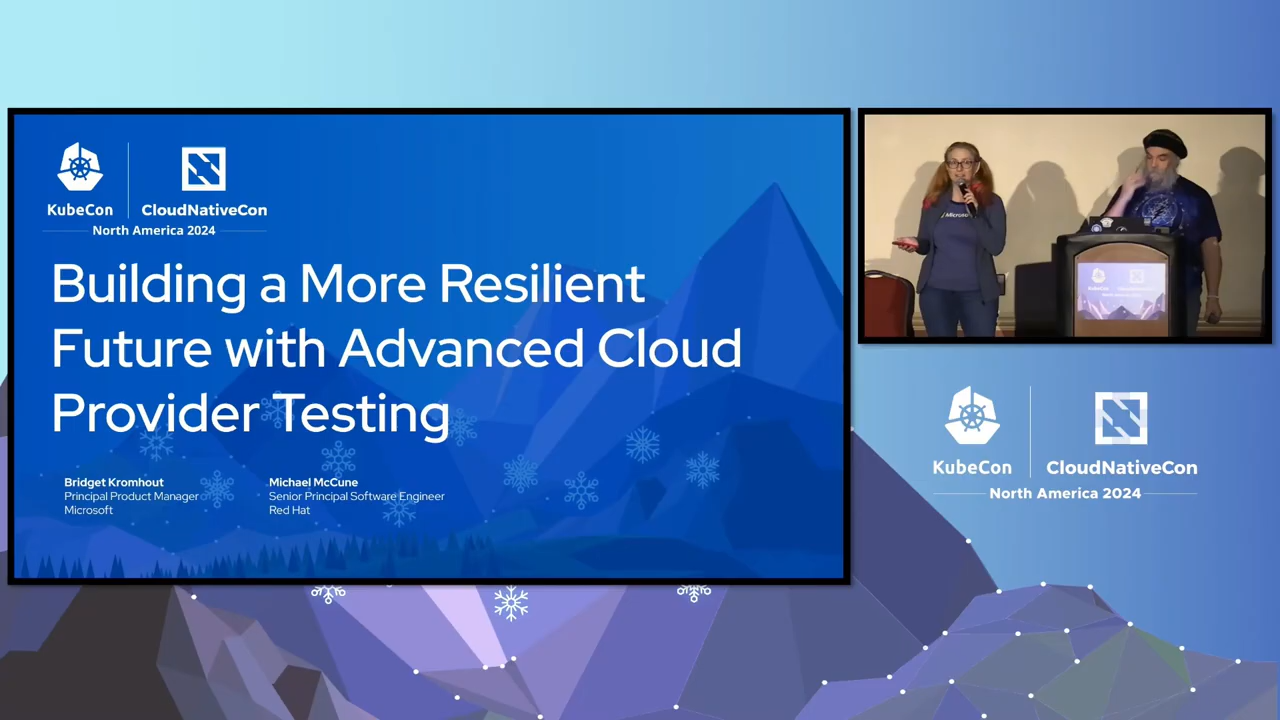 KubeCon
CloudNativeCon
North America 2024
Building a More Resilient
Future with Advanced Cloud
Provider Testing
Bridget Kromhout
Principal Product Manager
Microsoft
Michael McCune
Senior Principal Software Engineer
Red Hat
KubeCon
CloudNativeCon
North America 2024